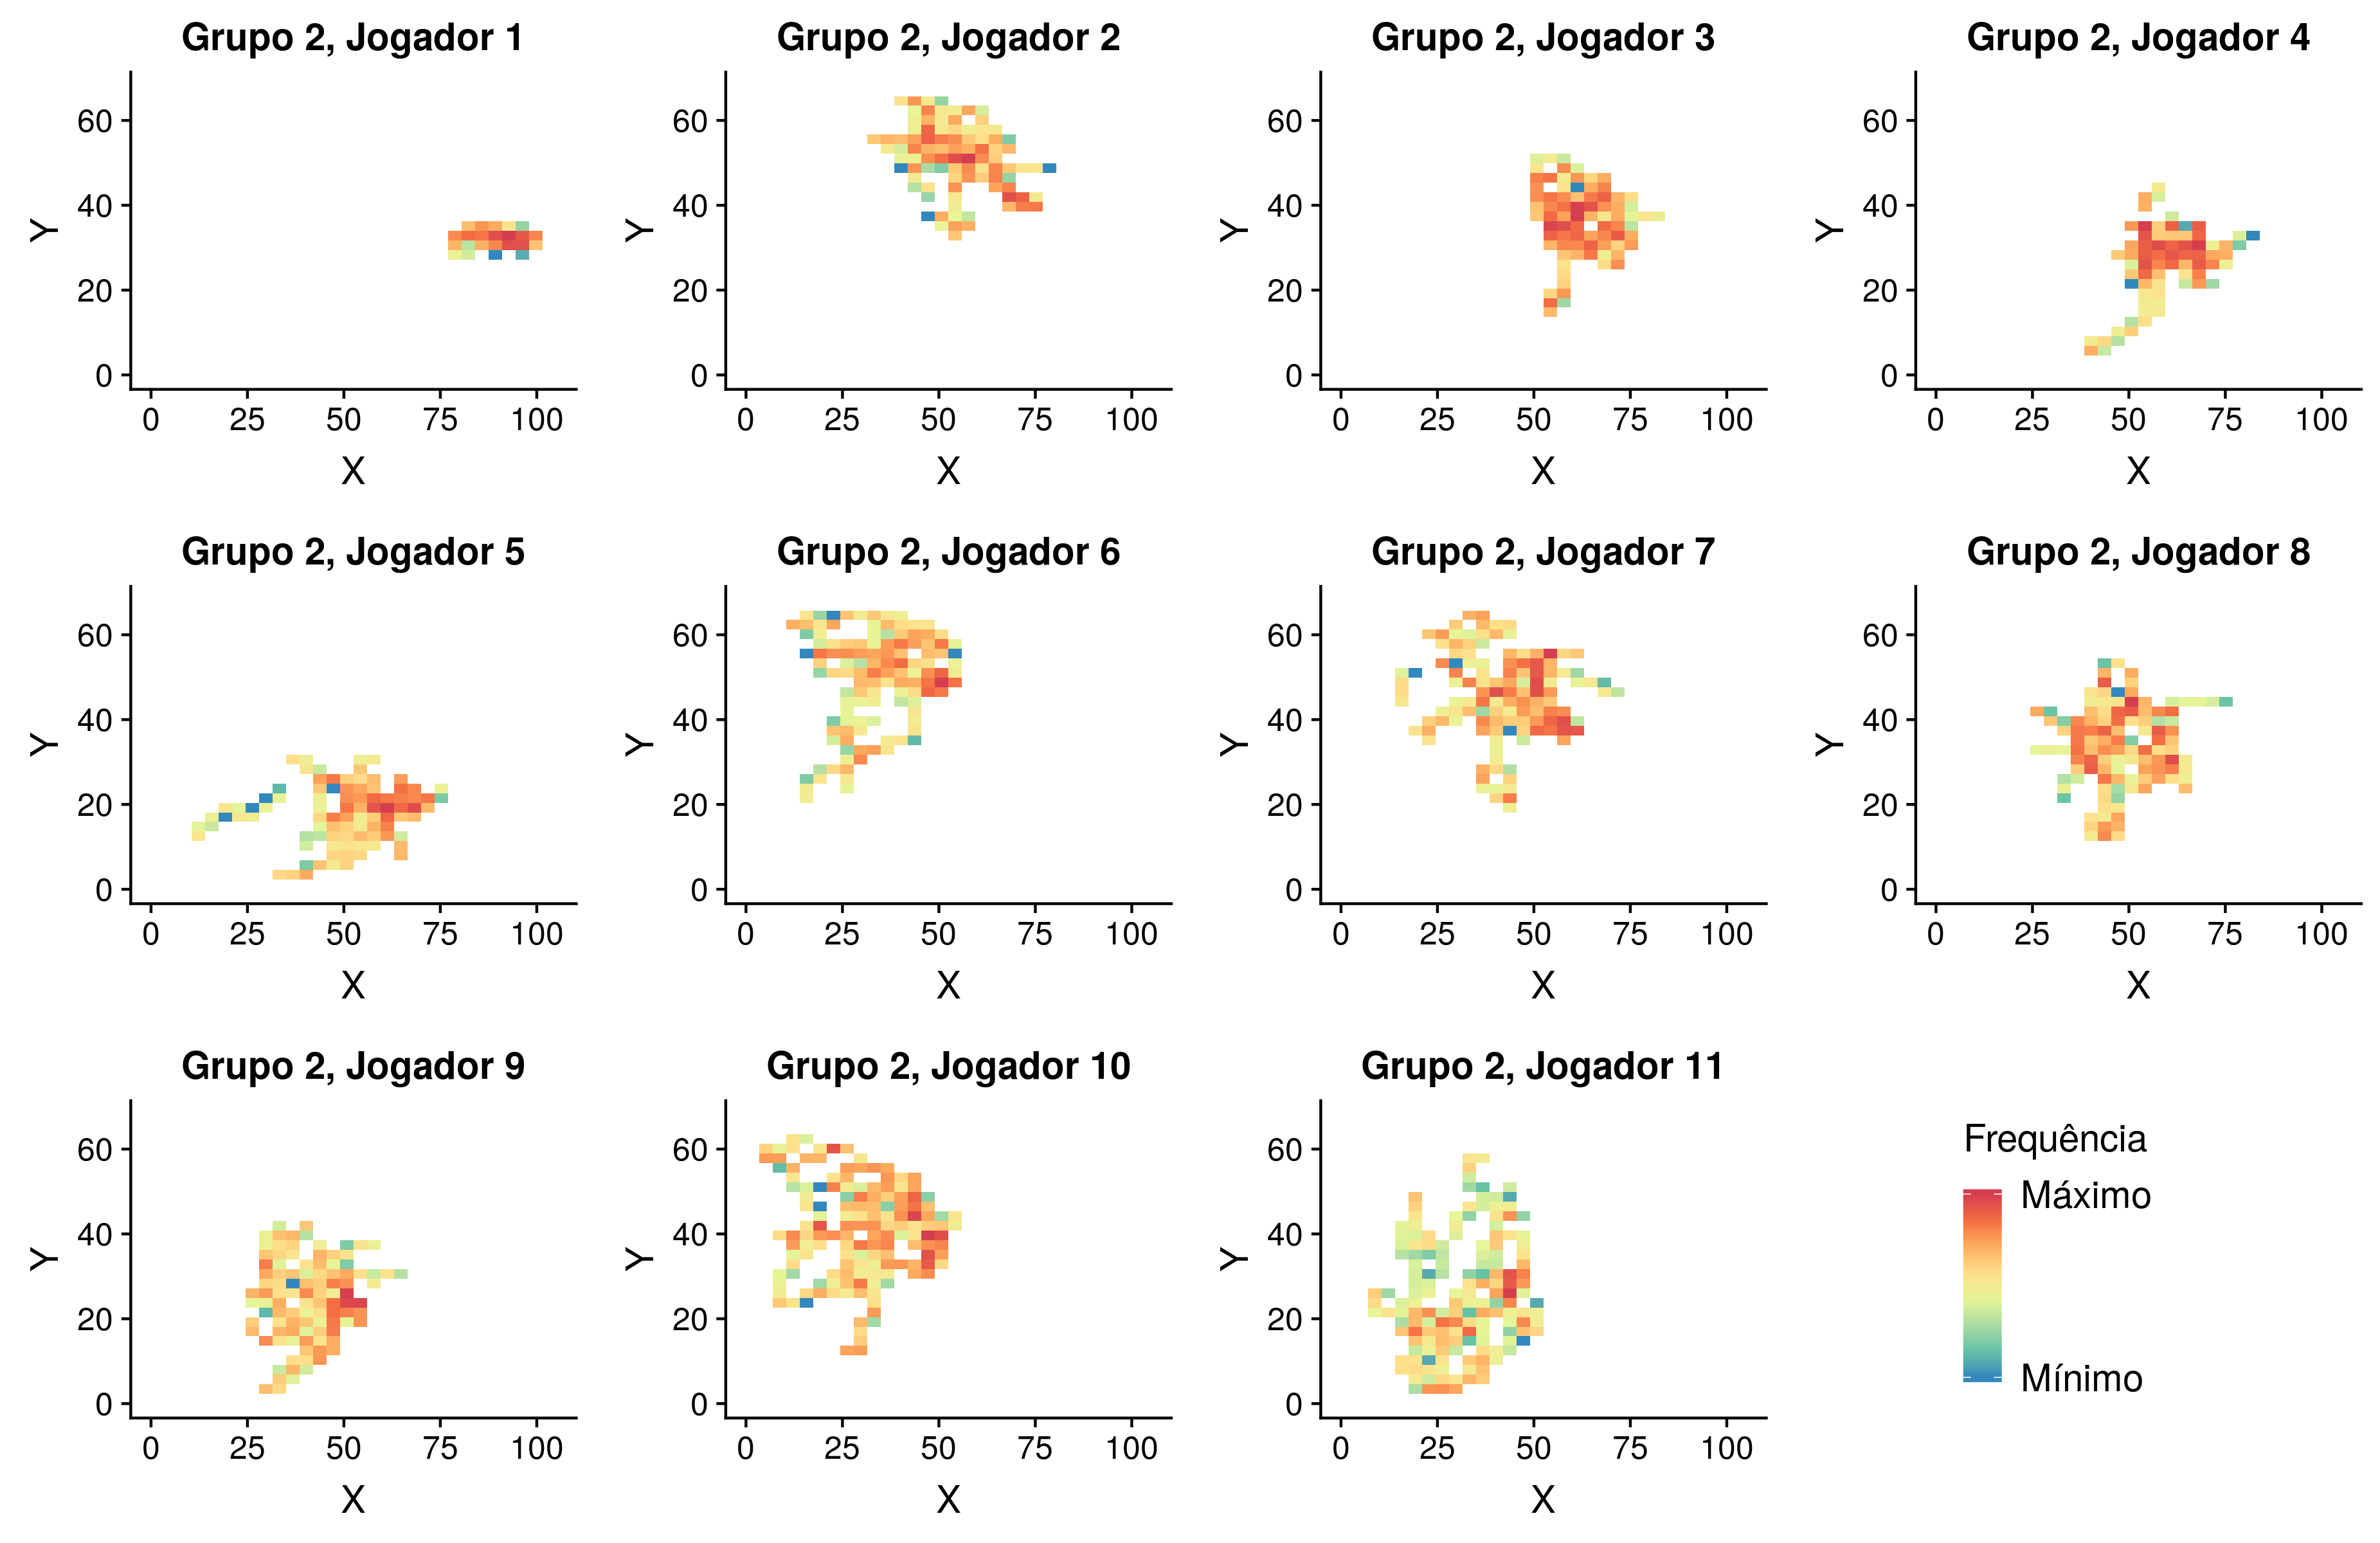 Grupo 2, Jogador 1
Grupo 2, Jogador 2
Grupo 2, Jogador 3
Grupo 2, Jogador 4
60
40
20
0
Y
0 25 50 75 100
X
60
40
20
0
Y
0 25 50 75 100
X
60
40
20
0
Y
0 25 50 75 100
X
60
40
20
0
Y
0 25 50 75 100
X
Grupo 2, Jogador 5
Grupo 2, Jogador 6
Grupo 2, Jogador 7
Grupo 2, Jogador 8
60
40
20
0
Y
0 25 50 75 100
X
60
40
20
0
Y
0 25 50 75 100
X
60
40
20
0
Y
0 25 50 75 100
X
60
40
20
0
Y
0 25 50 75 100
X
Grupo 2, Jogador 9
Grupo 2, Jogador 10
Grupo 2, Jogador 11
60
40
20
0
Y
0 25 50 75 100
X
60
40
20
0
Y
0 25 50 75 100
X
60
40
20
0
Y
0 25 50 75 100
X
Frequência
Máximo
Mínimo